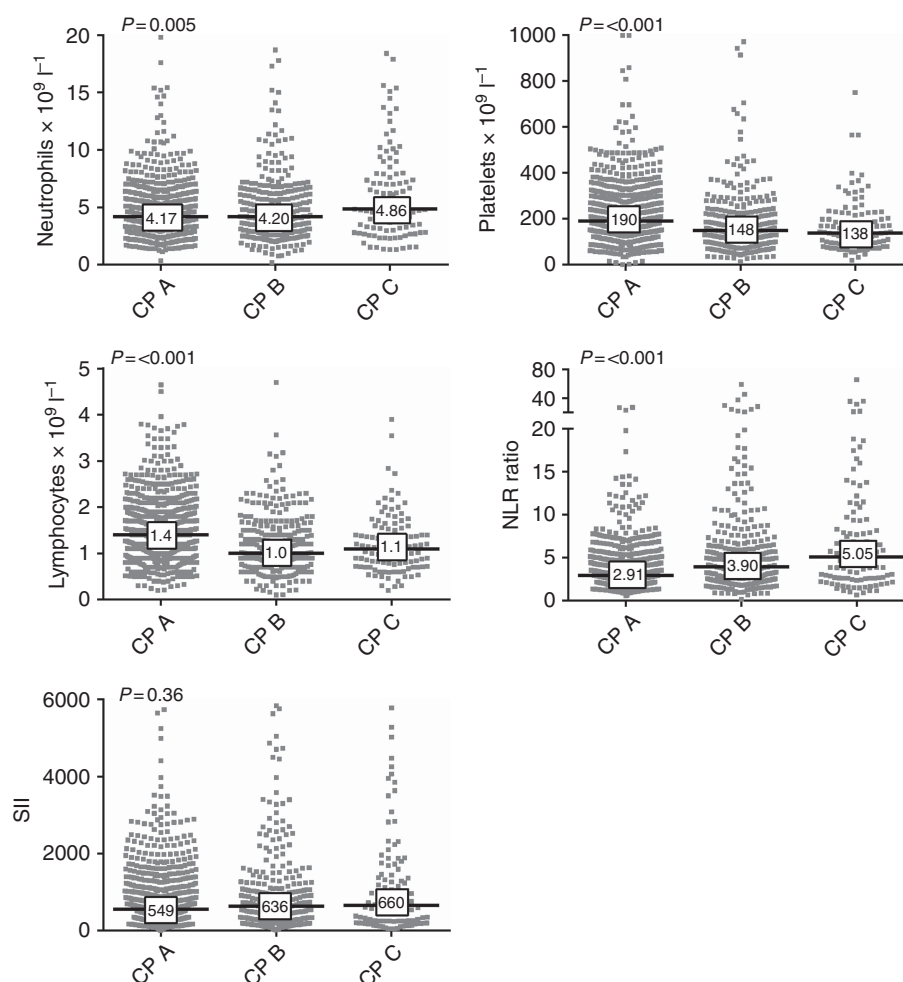 P=0.005
Neutrophils × 10⁹ l⁻¹
20
15
10
5
0
4.17
4.20
4.86
CP A
CP B
CP C
P=<0.001
Platelets × 10⁹ l⁻¹
1000
800
600
400
200
0
190
148
138
CP A
CP B
CP C
P=<0.001
Lymphocytes × 10⁹ l⁻¹
5
4
3
2
1
0
1.4
1.0
1.1
CP A
CP B
CP C
P=<0.001
NLR ratio
80
40
20
15
10
5
0
2.91
3.90
5.05
CP A
CP B
CP C
P=0.36
SII
6000
4000
2000
0
549
636
660
CP A
CP B
CP C